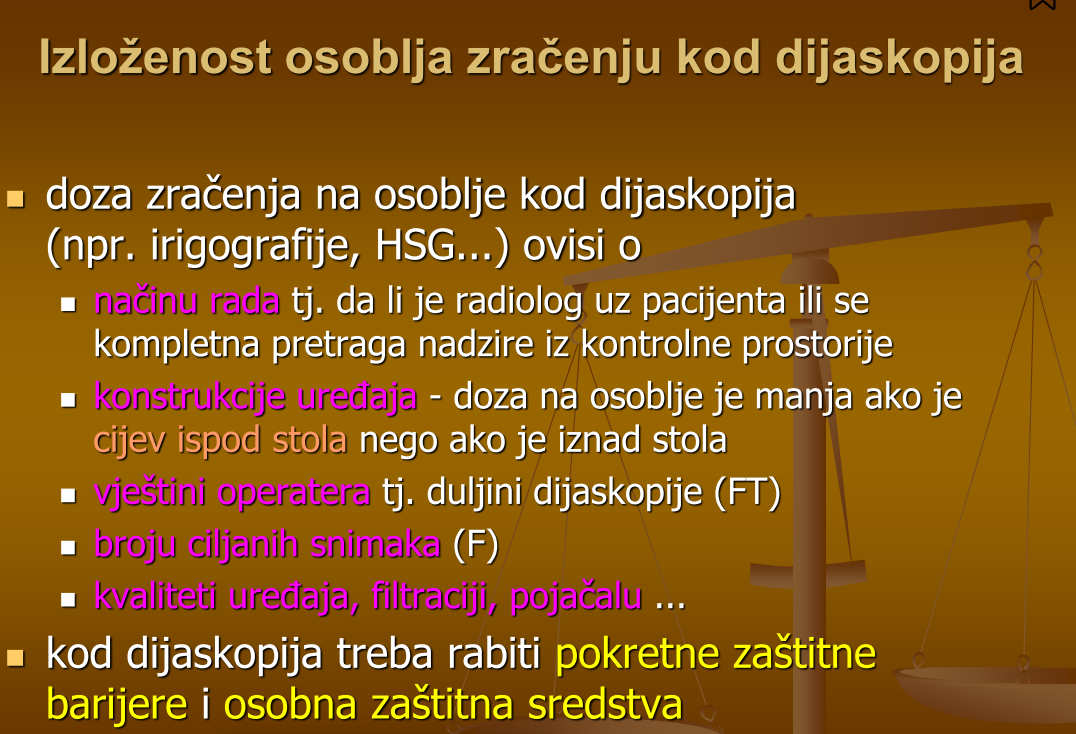 Izloženost osoblja zračenju kod dijaskopija
doza zračenja na osoblje kod dijaskopija
(npr. irigografije, HSG...) ovisi o
načinu rada tj. da li je radiolog uz pacijenta ili se
kompletna pretraga nadzire iz kontrolne prostorije
konstrukcije uređaja - doza na osoblje je manja ako je
cijev ispod stola nego ako je iznad stola
vještini operatera tj. duljini dijaskopije (FT)
broju ciljanih snimaka (F)
kvaliteti uređaja, filtraciji, pojačalu ...
kod dijaskopija treba rabiti pokretne zaštitne
barijere i osobna zaštitna sredstva